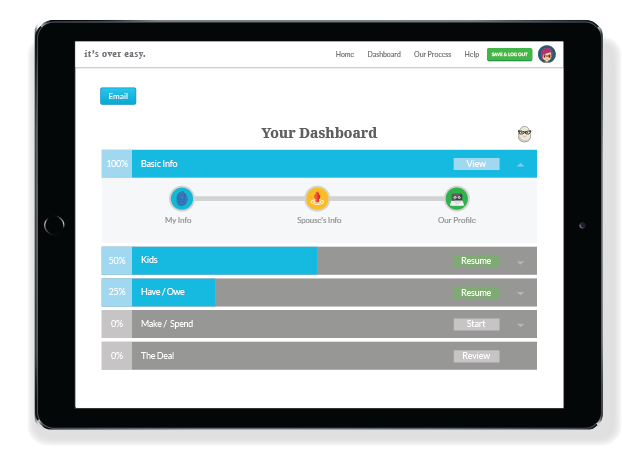 it's over easy.
Home Dashboard Our Process Help SAVE & LOG OUT
Email
Your Dashboard
100% Basic Info View
My Info Spouse's Info Our Profile
50% Kids Resume
25% Have / Owe Resume
0% Make / Spend Start
0% The Deal Review